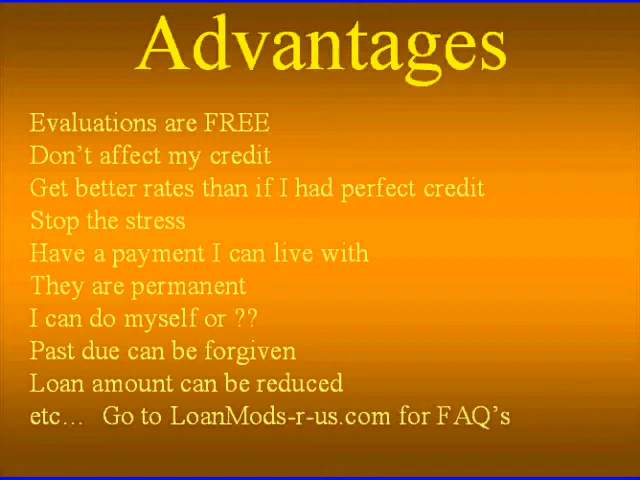 Advantages
Evaluations are FREE
Don't affect my credit
Get better rates than if I had perfect credit
Stop the stress
Have a payment I can live with
They are permanent
I can do myself or ??
Past due can be forgiven
Loan amount can be reduced
etc... Go to LoanMods-r-us.com for FAQ's